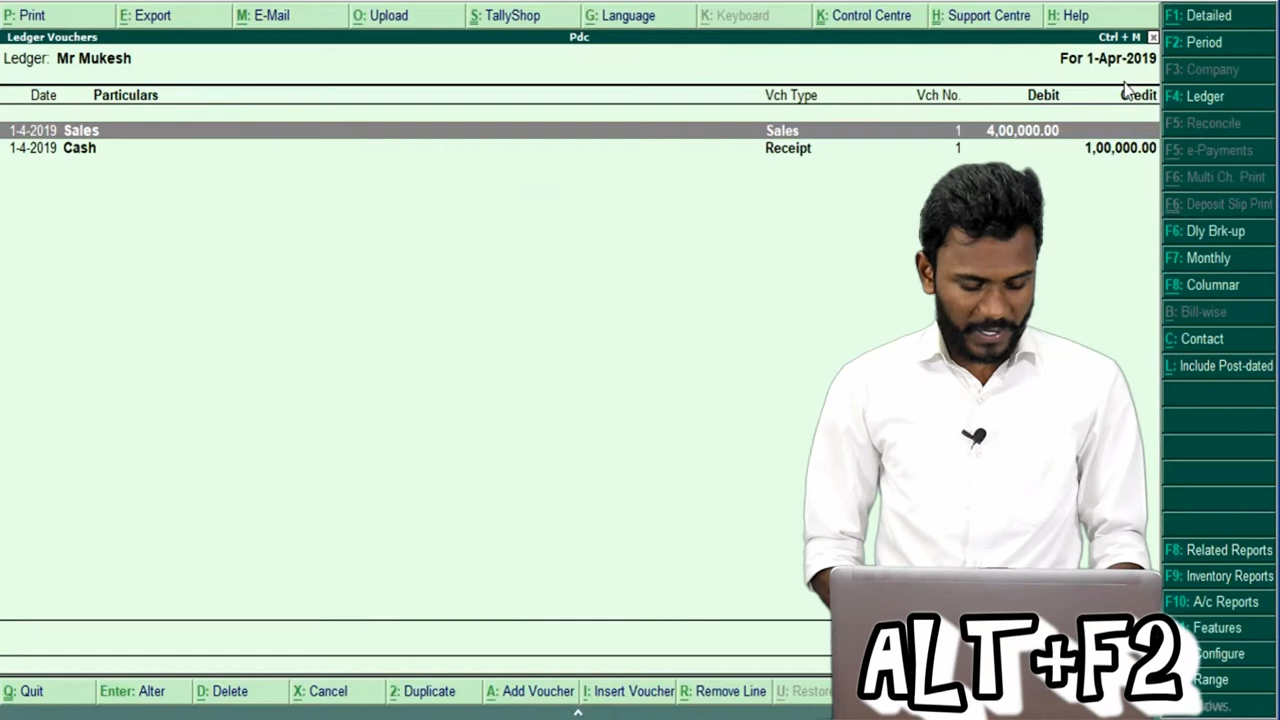 P: Print E: Export M: E-Mail O: Upload S: TallyShop G: Language K: Keyboard K: Control Centre H: Support Centre H: Help
Ledger Vouchers Pdc Ctrl + M
Ledger: Mr Mukesh For 1-Apr-2019
Date Particulars Vch Type Vch No. Debit Credit
1-4-2019 Sales Sales 1 4,00,000.00
1-4-2019 Cash Receipt 1 1,00,000.00
F1: Detailed
F2: Period
F3: Company
F4: Ledger
F5: Reconcile
F5: e-Payments
F6: Multi Ch. Print
F6: Deposit Slip Print
F6: Dly Brk-up
F7: Monthly
F8: Columnar
B: Bill-wise
C: Contact
L: Include Post-dated
F8: Related Reports
F9: Inventory Reports
F10: A/c Reports
Features
Configure
Range
ALT+F2
Q: Quit Enter: Alter D: Delete X: Cancel 2: Duplicate A: Add Voucher I: Insert Voucher R: Remove Line U: Restore